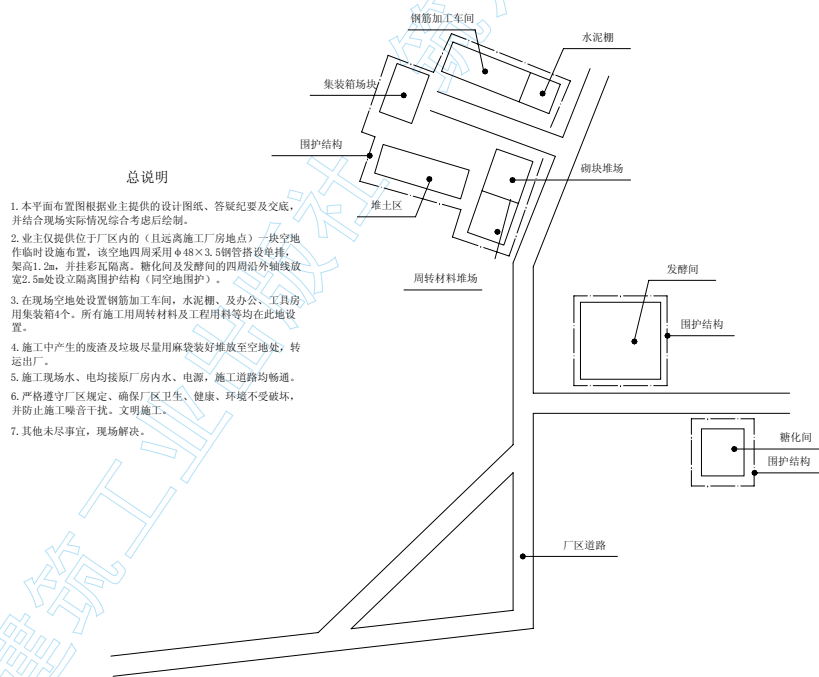 钢筋加工车间
水泥棚
集装箱场块
围护结构
砌块堆场
堆土区
周转材料堆场
总说明
1.本平面布置图根据业主提供的设计图纸、答疑纪要及交底，
并结合现场实际情况综合考虑后绘制。
2.业主仅提供位于厂区内的（且远离施工厂房地点）一块空地
作临时设施布置，该空地四周采用φ48×3.5钢管搭设单排，
架高1.2m，并挂彩瓦隔离。糖化间及发酵间的四周沿外轴线放
宽2.5m处设立隔离围护结构（同空地围护）。
3.在现场空地处设置钢筋加工车间，水泥棚、及办公、工具房
用集装箱4个。所有施工用周转材料及工程用料等均在此地设
置。
4.施工中产生的废渣及垃圾尽量用麻袋装好堆放至空地处，转
运出厂。
5.施工现场水、电均接原厂房内水、电源，施工道路均畅通。
6.严格遵守厂区规定、确保厂区卫生、健康、环境不受破坏，
并防止施工噪音干扰。文明施工。
7.其他未尽事宜，现场解决。
发酵间
围护结构
糖化间
围护结构
厂区道路
建筑工业出版社
筑